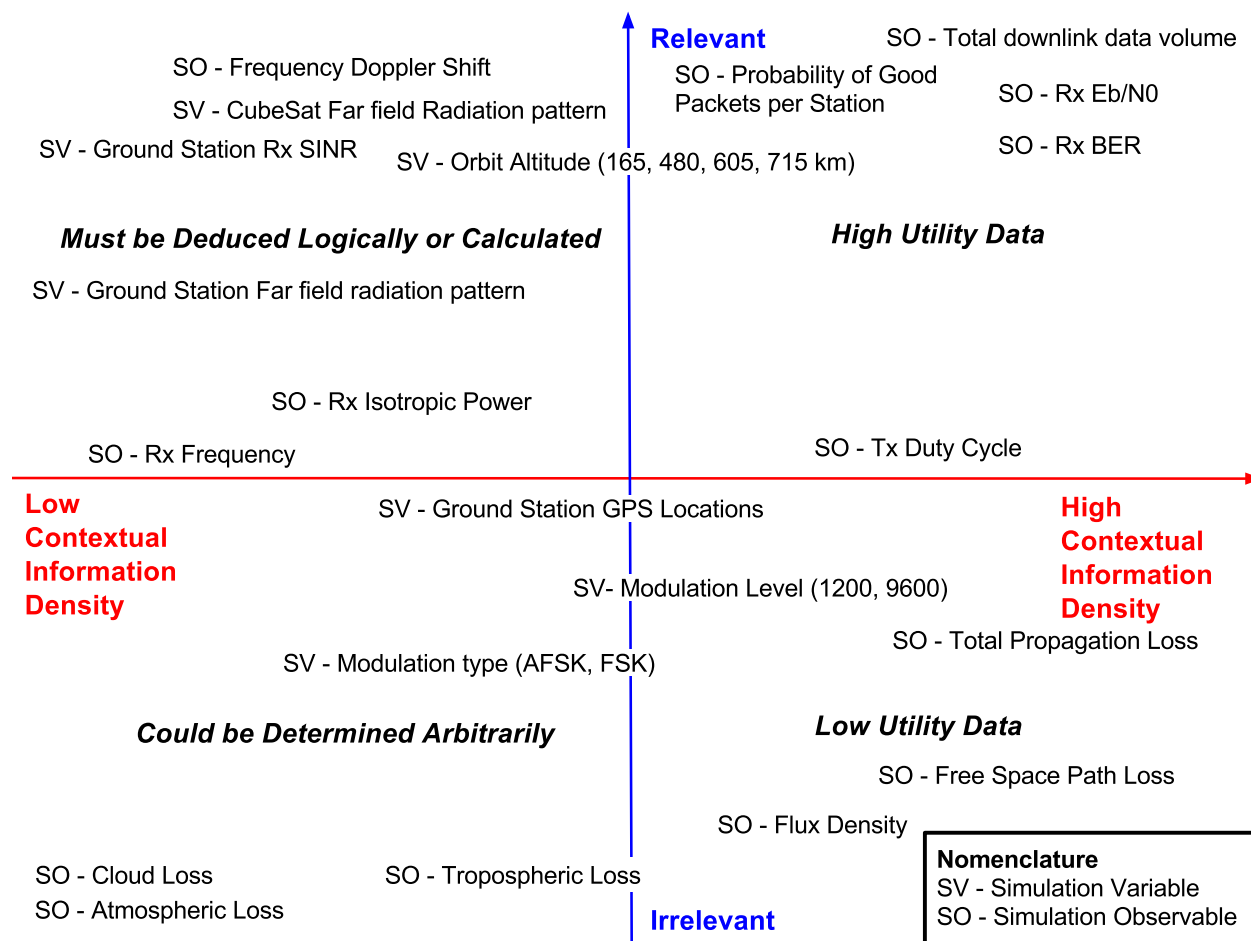 Relevant
SO - Total downlink data volume
SO - Frequency Doppler Shift
SO - Probability of Good
Packets per Station
SO - Rx Eb/N0
SV - CubeSat Far field Radiation pattern
SV - Ground Station Rx SINR
SO - Rx BER
SV - Orbit Altitude (165, 480, 605, 715 km)
Must be Deduced Logically or Calculated
High Utility Data
SV - Ground Station Far field radiation pattern
SO - Rx Isotropic Power
SO - Rx Frequency
SO - Tx Duty Cycle
Low
Contextual
Information
Density
SV - Ground Station GPS Locations
High
Contextual
Information
Density
SV- Modulation Level (1200, 9600)
SO - Total Propagation Loss
SV - Modulation type (AFSK, FSK)
Could be Determined Arbitrarily
Low Utility Data
SO - Free Space Path Loss
SO - Flux Density
SO - Cloud Loss
SO - Tropospheric Loss
SO - Atmospheric Loss
Irrelevant
Nomenclature
SV - Simulation Variable
SO - Simulation Observable